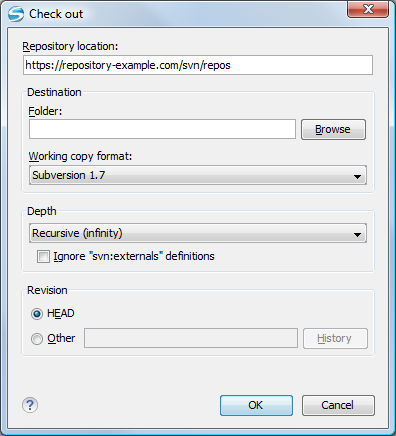 Check out
Repository location:
https://repository-example.com/svn/repos
Destination
Folder:
Browse
Working copy format:
Subversion 1.7
Depth
Recursive (infinity)
Ignore "svn:externals" definitions
Revision
HEAD
Other
History
?
OK
Cancel